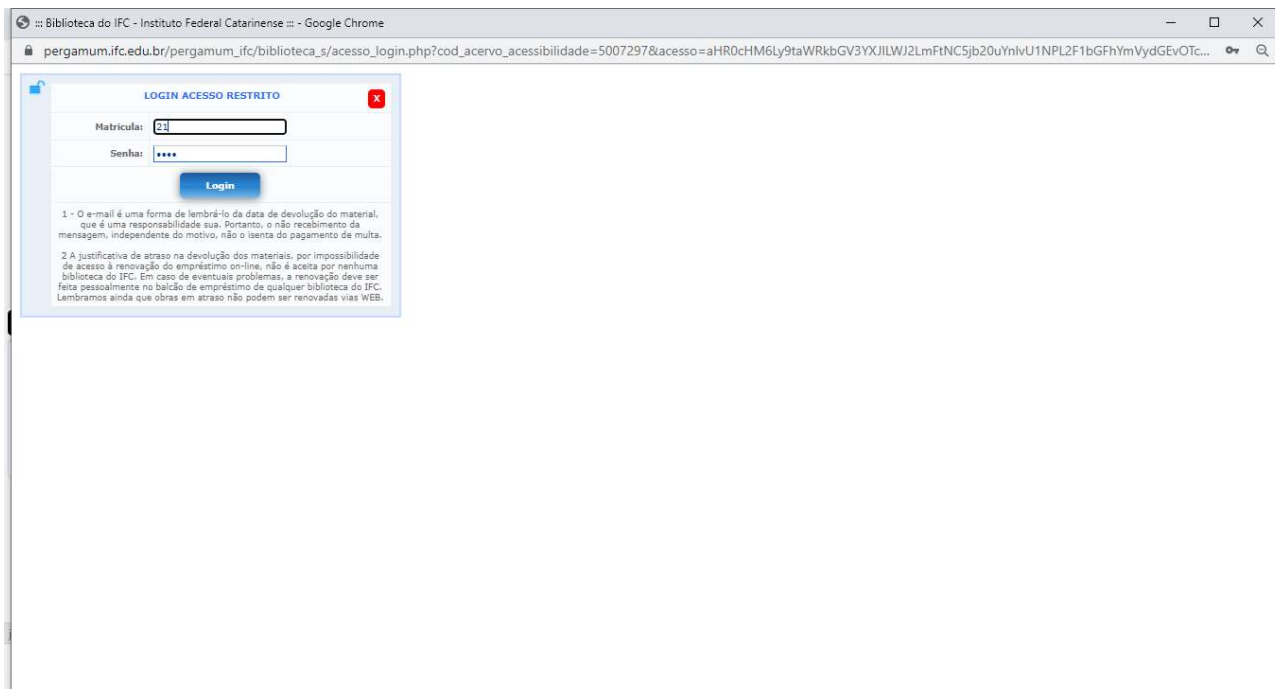 ::: Biblioteca do IFC - Instituto Federal Catarinense ::: - Google Chrome
pergamum.ifc.edu.br/pergamum_ifc/biblioteca_s/acesso_login.php?cod_acervo_acessibilidade=5007297&acesso=aHR0cHM6Ly9taWRkbGV3YXJlLWJ2LmFtNC5jb20uYnIvU1NPL2F1bGFhYmVydGEvOTc...
LOGIN ACESSO RESTRITO
X
Matricula: 21
Senha: ••••
Login
1 - O e-mail é uma forma de lembrá-lo da data de devolução do material,
que é uma responsabilidade sua. Portanto, o não recebimento da
mensagem, independente do motivo, não o isenta do pagamento de multa.
2 A justificativa de atraso na devolução dos materiais, por impossibilidade
de acesso à renovação do empréstimo on-line, não é aceita por nenhuma
biblioteca do IFC. Em caso de eventuais problemas, a renovação deve ser
feita pessoalmente no balcão de empréstimo de qualquer biblioteca do IFC.
Lembramos ainda que obras em atraso não podem ser renovadas vias WEB.